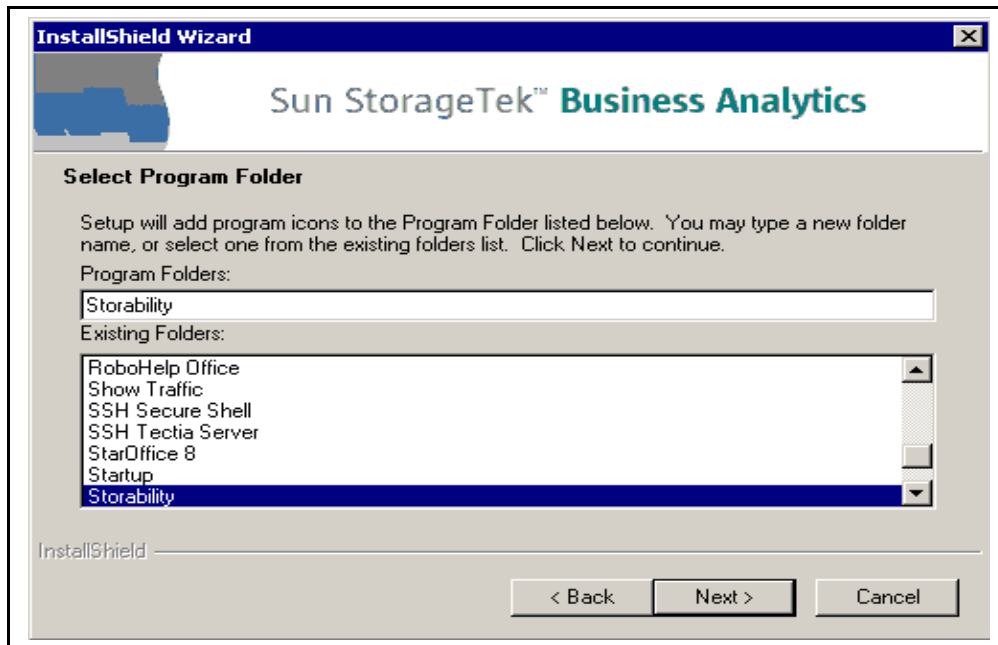 InstallShield Wizard
Sun StorageTek™ Business Analytics
Select Program Folder
Setup will add program icons to the Program Folder listed below.  You may type a new folder
name, or select one from the existing folders list.  Click Next to continue.
Program Folders:
Storability
Existing Folders:
RoboHelp Office
Show Traffic
SSH Secure Shell
SSH Tectia Server
StarOffice 8
Startup
Storability
InstallShield
< Back
Next >
Cancel